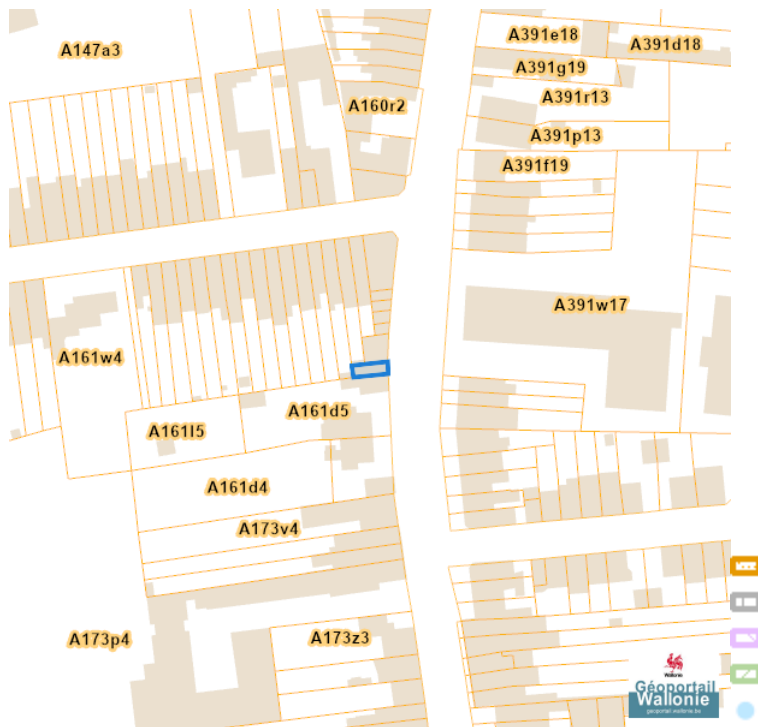 A391e18
A147a3
A391d18
A391g19
A391r13
A160r2
A391p13
A391f19
A391w17
A161w4
A161d5
A161l5
A161d4
A173v4
A173p4
A173z3
Wallonie
Géoportail
Wallonie
geoportail.wallonie.be